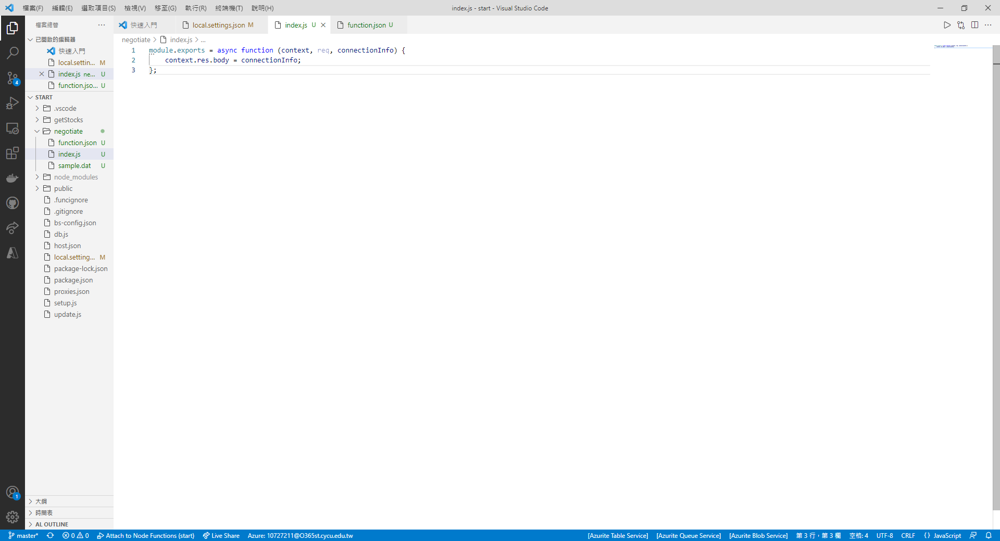 檔案(F) 編輯(E) 選取項目(S) 檢視(V) 移至(G) 執行(R) 終端機(T) 說明(H)
index.js - start - Visual Studio Code
檔案總管
快速入門
local.settings.json M
index.js U
function.json U
已開啟的編輯器
快速入門
local.settin... M
index.js ne... U
function.jso... U
START
.vscode
getStocks
negotiate
function.json U
index.js U
sample.dat U
node_modules
public
.funcignore
.gitignore
bs-config.json
db.js
host.json
local.setting... M
package-lock.json
package.json
proxies.json
setup.js
update.js
大綱
時間表
AL OUTLINE
4
1
negotiate > index.js > ...
1 module.exports = async function (context, req, connectionInfo) {
2 context.res.body = connectionInfo;
3 };
master* 0 0 Attach to Node Functions (start) Live Share Azure: 10727211@O365st.cycu.edu.tw
[Azurite Table Service] [Azurite Queue Service] [Azurite Blob Service] 第 3 行，第 3 欄 空格: 4 UTF-8 CRLF {} JavaScript